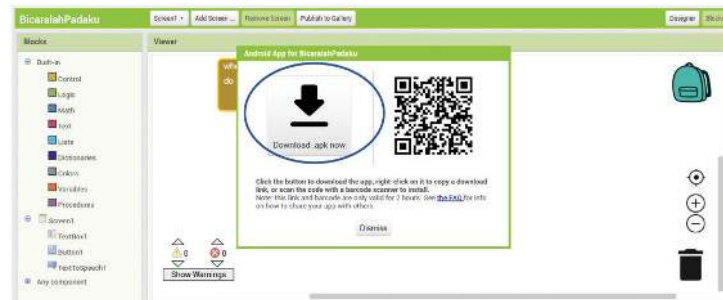 BicaralahPadaku
Screen1 Add Screen ... Remove Screen Publish to Gallery
Designer
Blocks
Viewer
Built-in
Control
Logic
Math
Text
Lists
Dictionaries
Colors
Variables
Procedures
Screen1
TextBox1
Button1
TextToSpeech1
Any component
do
Android App for BicaralahPadaku
Download .apk now
Click the button to download the app, right-click on it to copy a download
link, or scan the code with a barcode scanner to install.
Note: this link and barcode are only valid for 2 hours. See the FAQ for info
on how to share your app with others.
Dismiss
0 0
Show Warnings